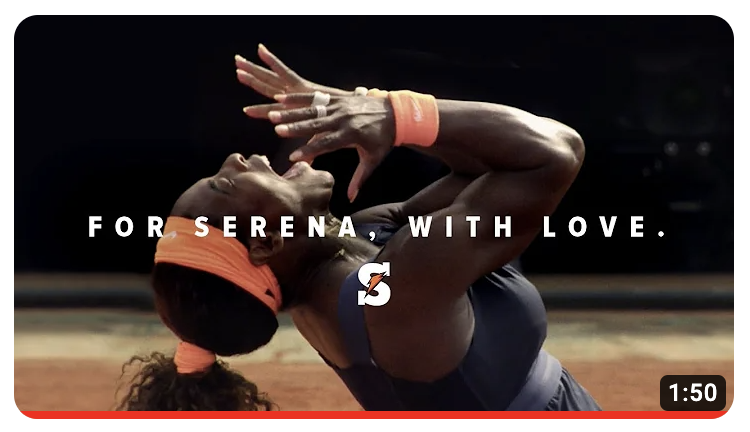 FOR SERENA, WITH LOVE.
S
1:50